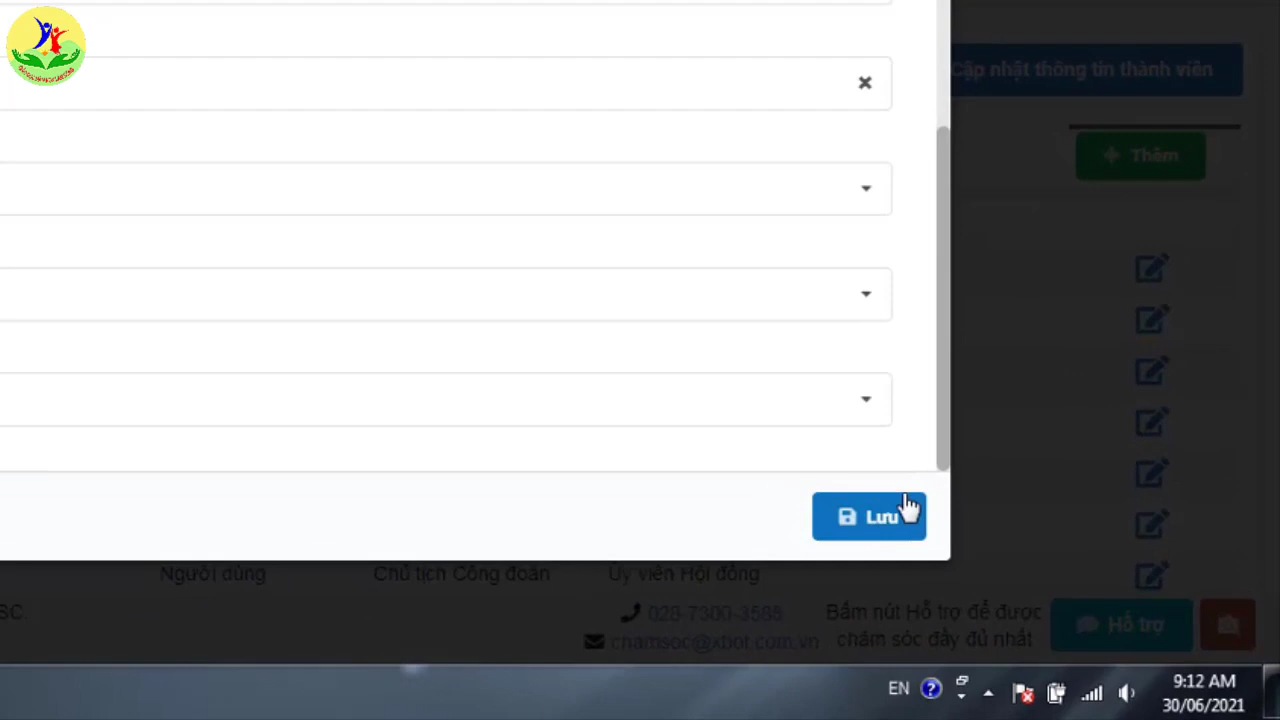 Cập nhật thông tin thành viên
Thêm
Lưu
Người dùng
Chủ tịch Công đoàn
Ủy viên Hội đồng
SC.
028-7300-3588
Bấm nút Hỗ trợ để được
chamsoc@xbot.com.vn
chăm sóc đầy đủ nhất
Hỗ trợ
EN
9:12 AM
30/06/2021